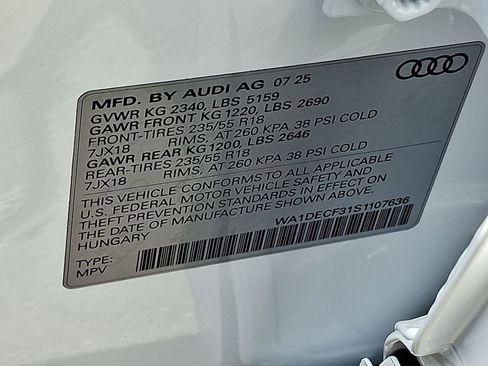 MFD. BY AUDI AG 07 25
GVWR KG 2340, LBS 5159
GAWR FRONT KG 1220, LBS 2690
FRONT-TIRES 235/55 R18
7JX18 RIMS, AT 260 KPA 38 PSI COLD
GAWR REAR KG1200, LBS 2646
REAR-TIRES 235/55 R18
7JX18 RIMS, AT 260 KPA 38 PSI COLD
THIS VEHICLE CONFORMS TO ALL APPLICABLE
U.S. FEDERAL MOTOR VEHICLE SAFETY AND
THEFT PREVENTION STANDARDS IN EFFECT ON
THE DATE OF MANUFACTURE SHOWN ABOVE.
HUNGARY
WA1DECF31S1107636
TYPE:
MPV